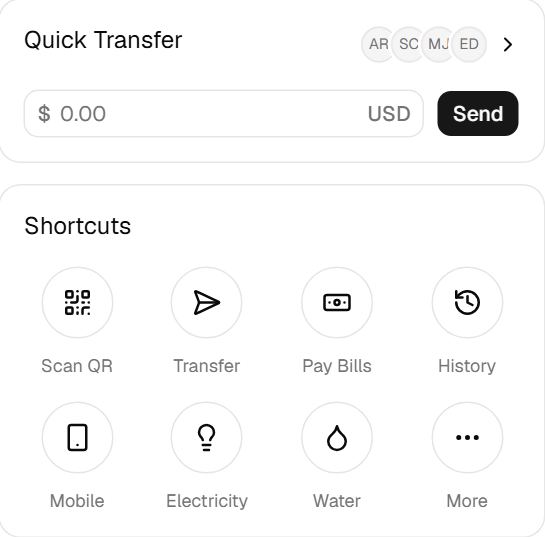 Quick Transfer
AR SC MJ ED
$ 0.00 USD Send
Shortcuts
Scan QR Transfer Pay Bills History
Mobile Electricity Water More